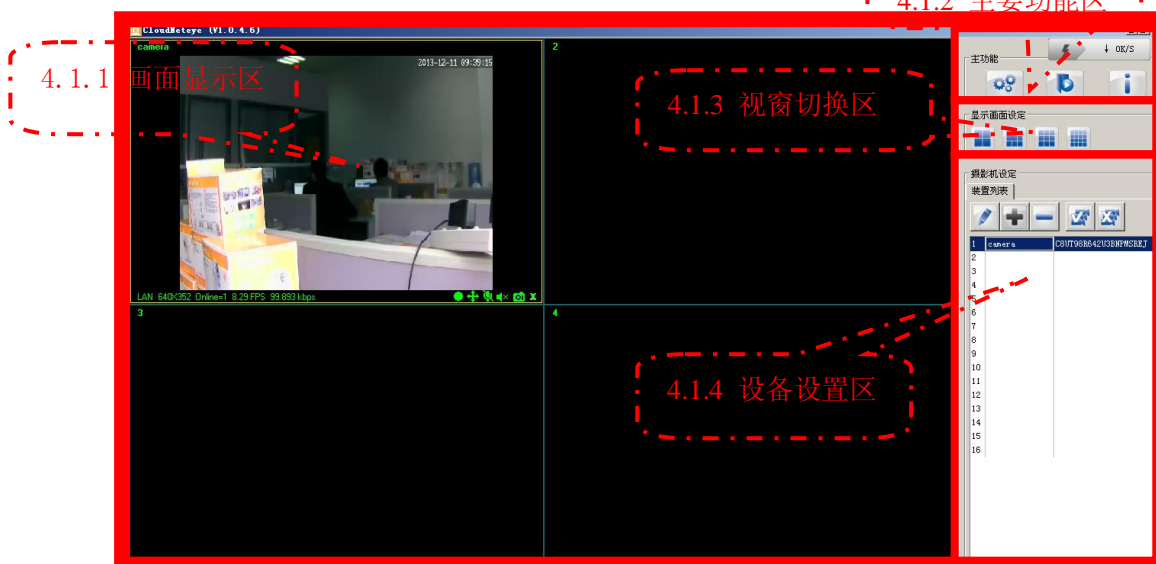 4.1.2 主要功能区
CloudNeteye (V1.0.4.6)
camera
2013-12-11 09:39:15
4.1.1 画面显示区
2
4.1.3 视窗切换区
主功能
↓ 0K/S
显示画面设定
摄影机设定
装置列表
1 camera C8UT98R642U3BNPMSREJ
2
3
4
5
6
7
8
9
10
11
12
13
14
15
16
LAN 640X352 Online=1 8.29 FPS 99.893 kbps
3
4
4.1.4 设备设置区